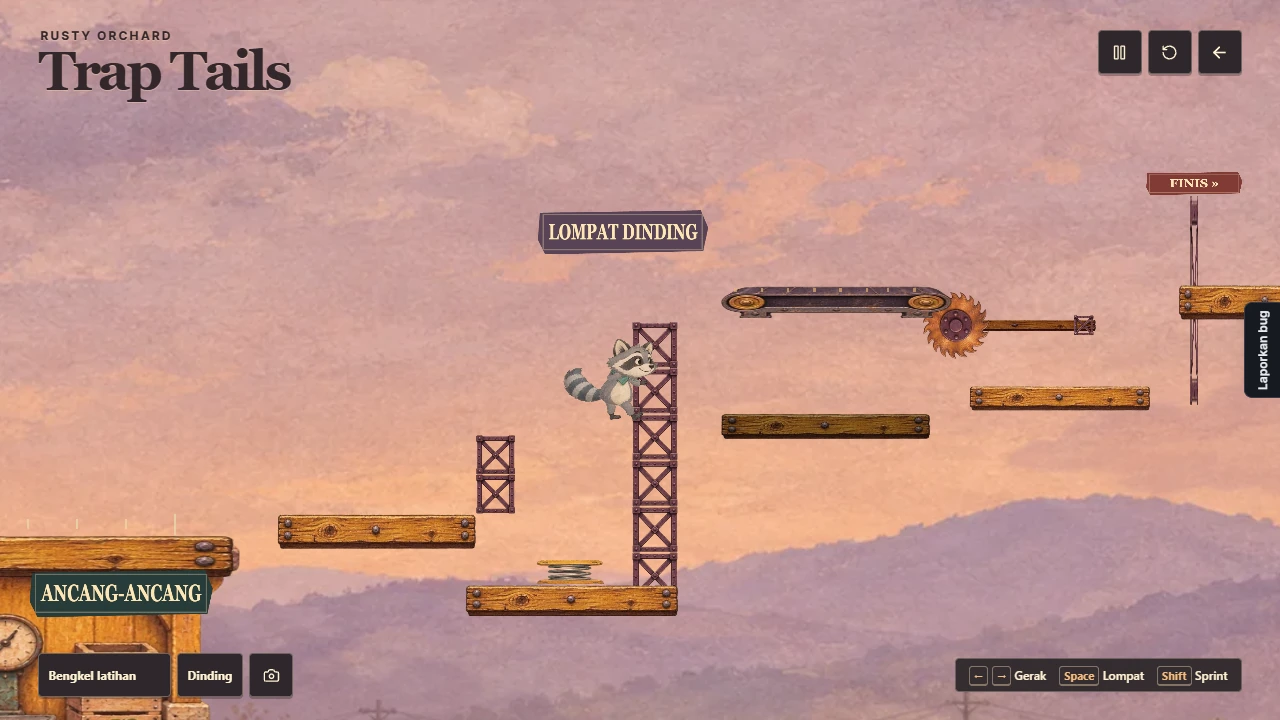 RUSTY ORCHARD
Trap Tails
FINIS »
LOMPAT DINDING
Laporkan bug
ANCANG-ANCANG
Bengkel latihan
Dinding
← → Gerak Space Lompat Shift Sprint